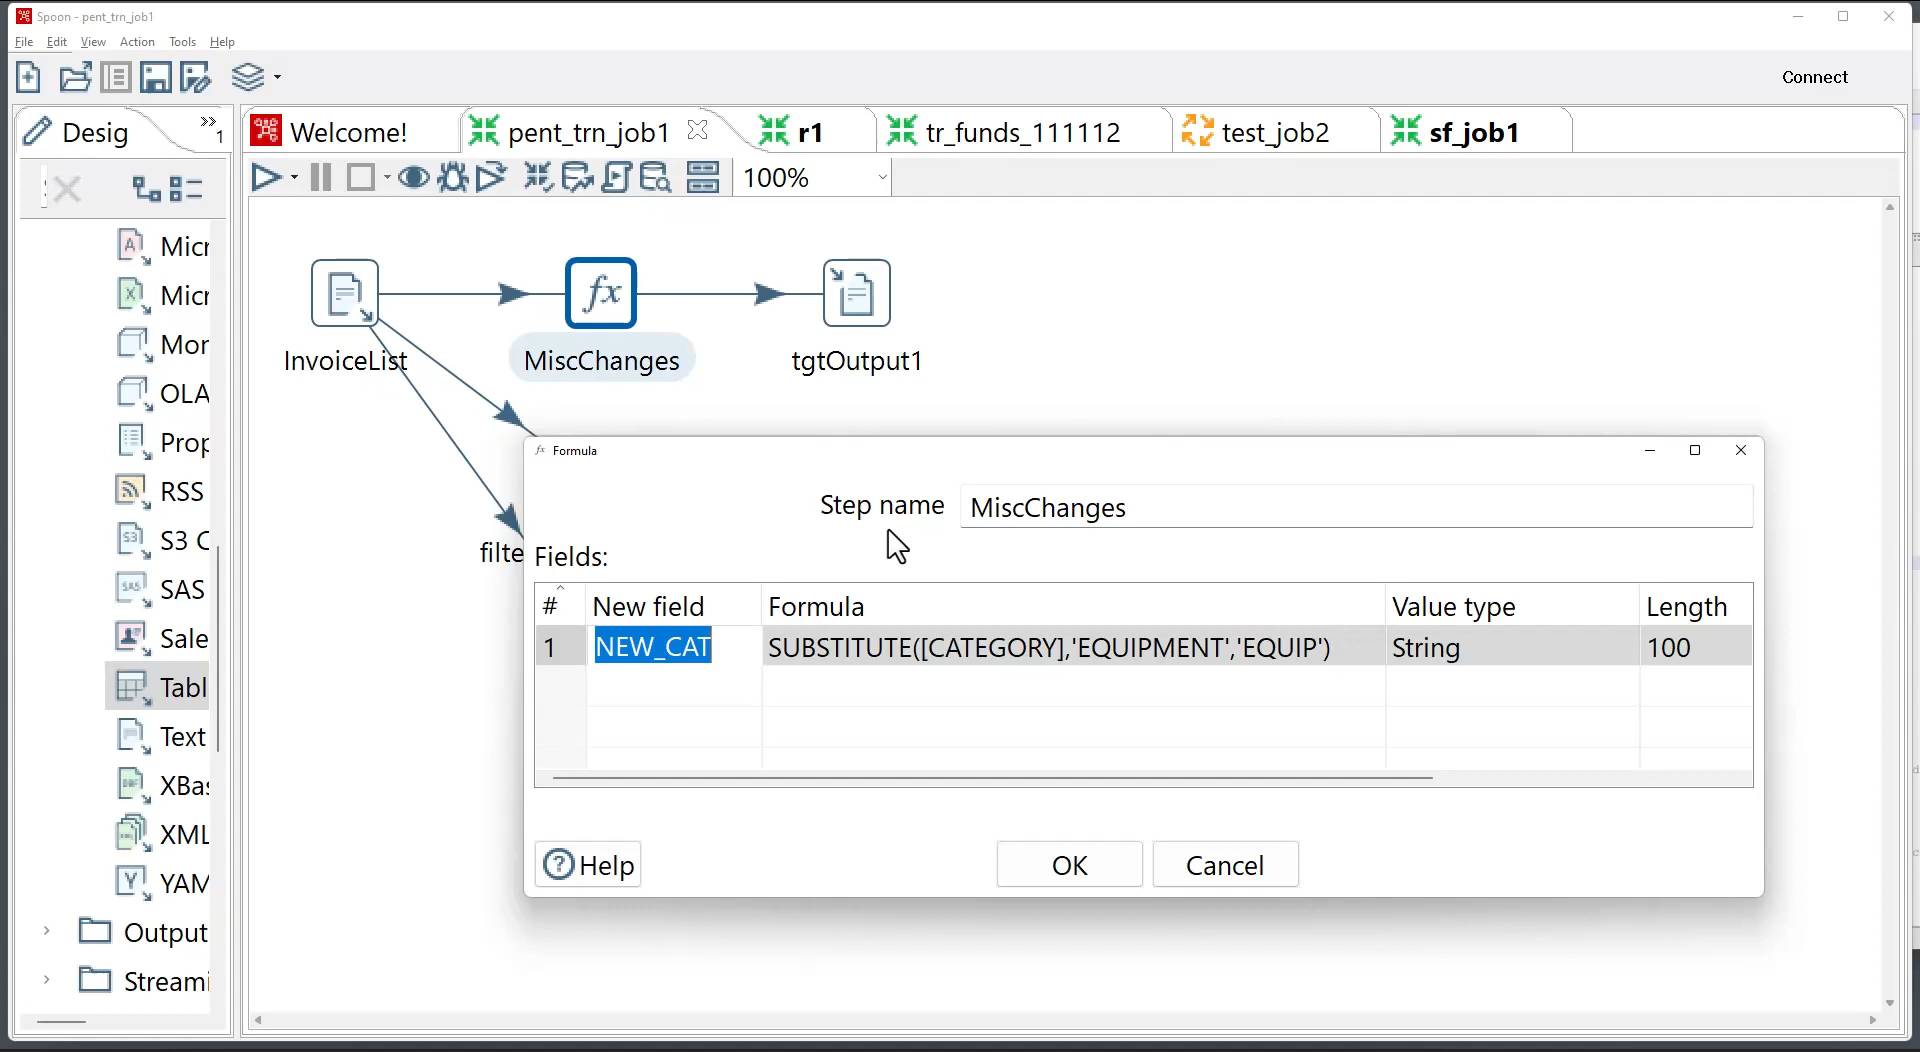 Spoon - pent_trn_job1
File Edit View Action Tools Help
Connect
Desig
1
Welcome!
pent_trn_job1
r1
tr_funds_111112
test_job2
sf_job1
100%
Micr
Micr
Mor
OLA
Prop
RSS
S3 C
SAS
Sale
Tabl
Text
XBas
XML
YAM
Output
Streami
InvoiceList
MiscChanges
tgtOutput1
filte
Formula
Step name MiscChanges
Fields:
# New field Formula Value type Length
1 NEW_CAT SUBSTITUTE([CATEGORY],'EQUIPMENT','EQUIP') String 100
Help OK Cancel